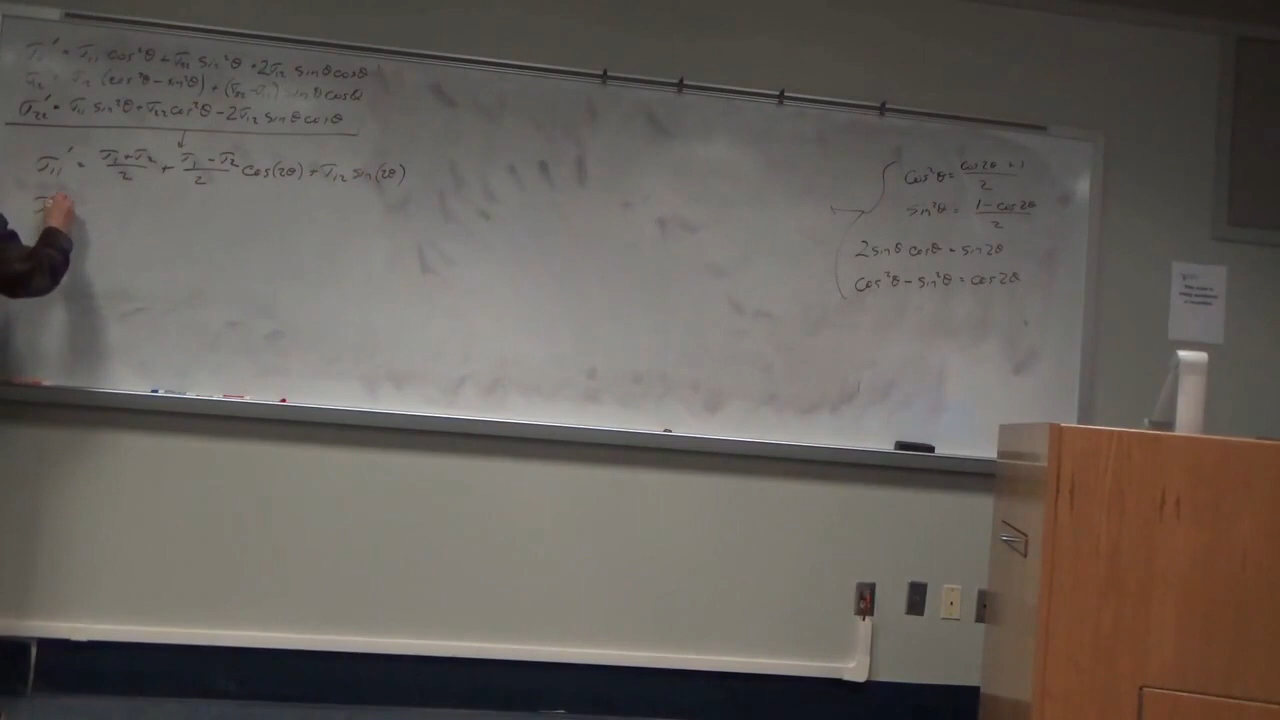 σ₁₁' = σ₁₁ cos²θ + σ₂₂ sin²θ + 2σ₁₂ sinθ cosθ
σ₁₂' = σ₁₂ (cos²θ − sin²θ) + (σ₂₂ − σ₁₁) sinθ cosθ
σ₂₂' = σ₁₁ sin²θ + σ₂₂ cos²θ − 2σ₁₂ sinθ cosθ
σ₁₁' = (σ₁ + σ₂)/2 + (σ₁ − σ₂)/2 cos(2θ) + σ₁₂ sin(2θ)
σ
cos²θ = (cos2θ + 1)/2
sin²θ = (1 − cos2θ)/2
2 sinθ cosθ = sin2θ
cos²θ − sin²θ = cos2θ